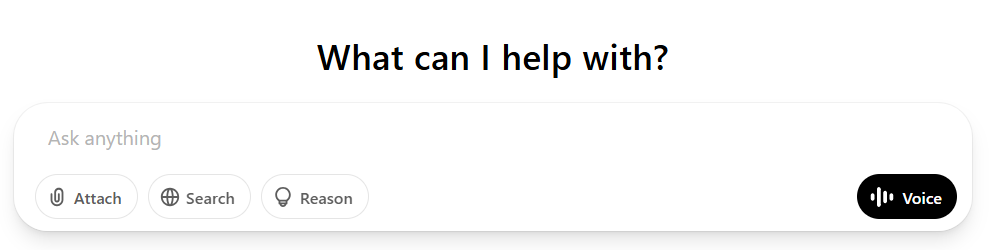 What can I help with?
Ask anything
Attach Search Reason Voice